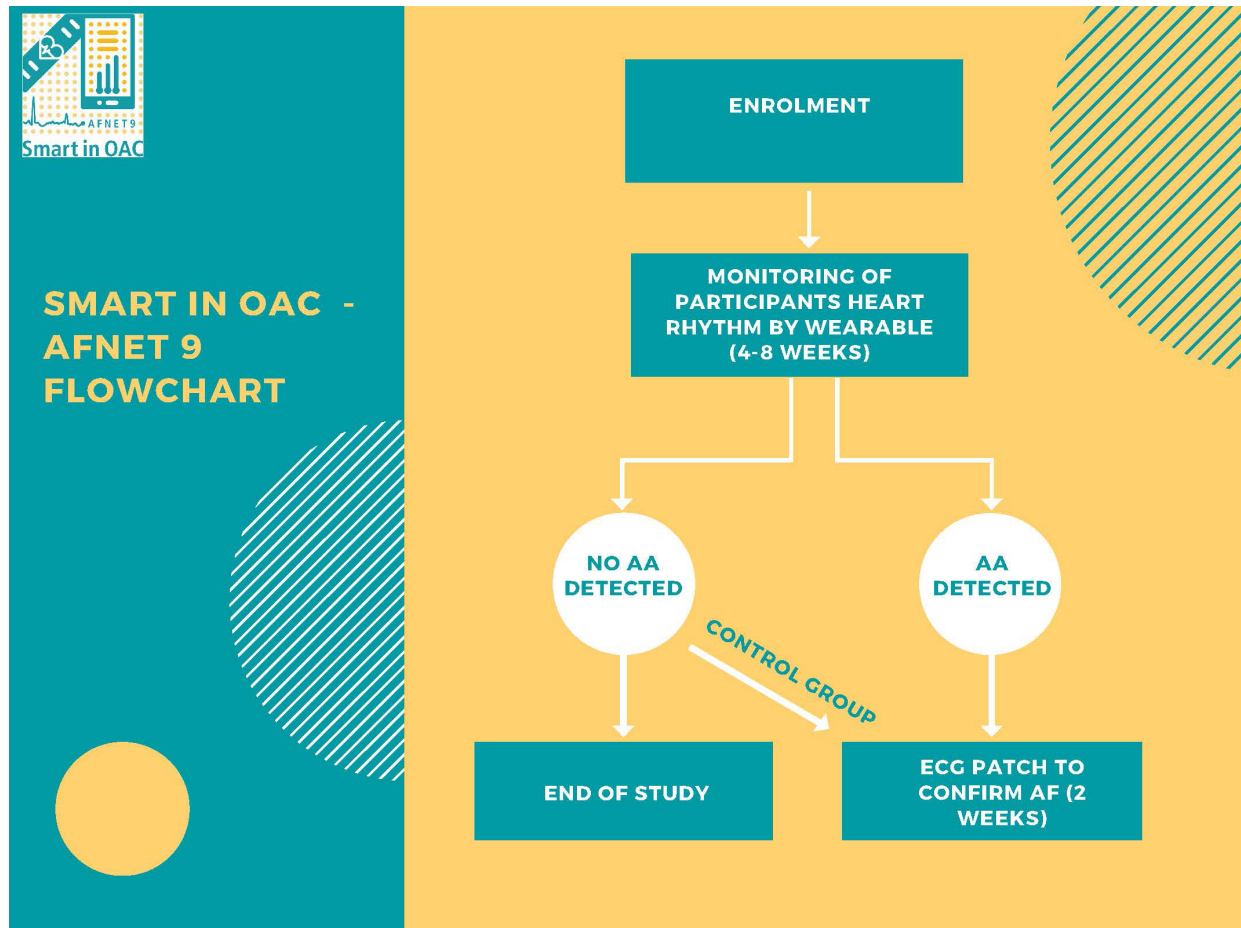 AFNET9
Smart in OAC
SMART IN OAC -
AFNET 9
FLOWCHART
ENROLMENT
MONITORING OF
PARTICIPANTS HEART
RHYTHM BY WEARABLE
(4-8 WEEKS)
NO AA
DETECTED
AA
DETECTED
CONTROL GROUP
END OF STUDY
ECG PATCH TO
CONFIRM AF (2
WEEKS)